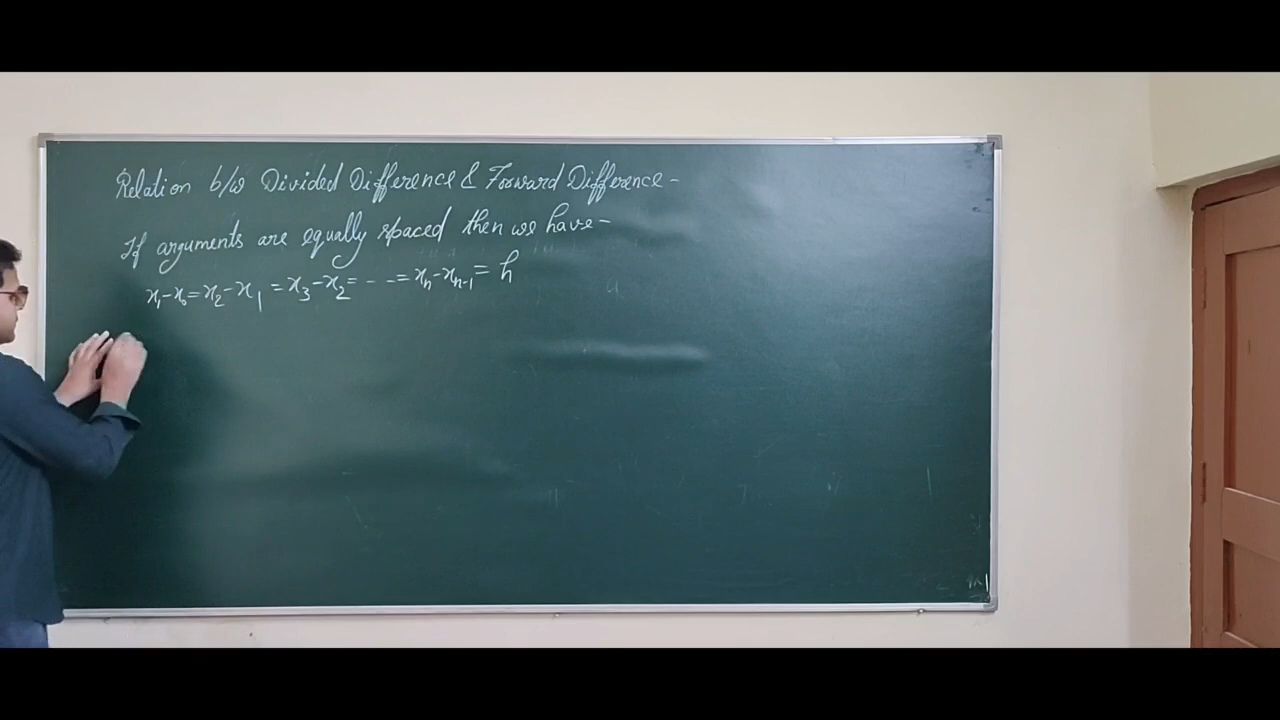 Relation b/w Divided Difference & Forward Difference -
If arguments are equally spaced then we have -
x₁-x₀ = x₂-x₁ = x₃-x₂ = - - = xₙ-xₙ₋₁ = h